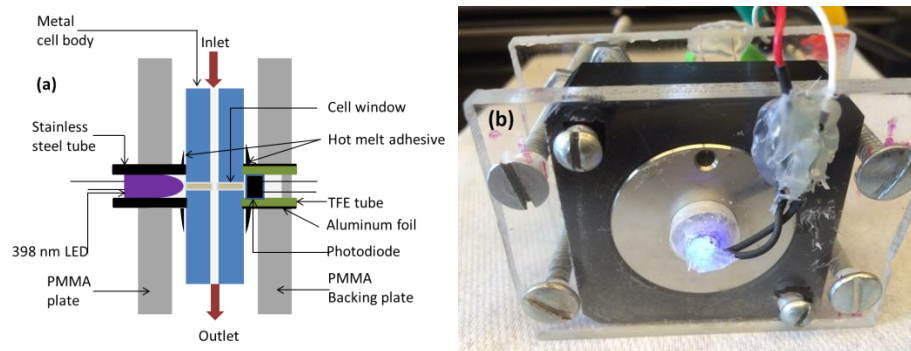 Metal
cell body
Inlet
(a)
Stainless
steel tube
Cell window
Hot melt adhesive
TFE tube
Aluminum foil
398 nm LED
Photodiode
PMMA
plate
PMMA
Backing plate
Outlet
(b)